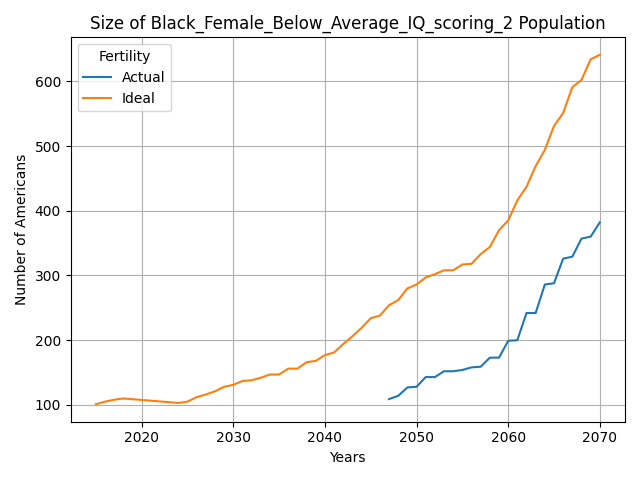 Size of Black_Female_Below_Average_IQ_scoring_2 Population
Fertility
Actual
Ideal
Number of Americans
600
500
400
300
200
100
2020 2030 2040 2050 2060 2070
Years